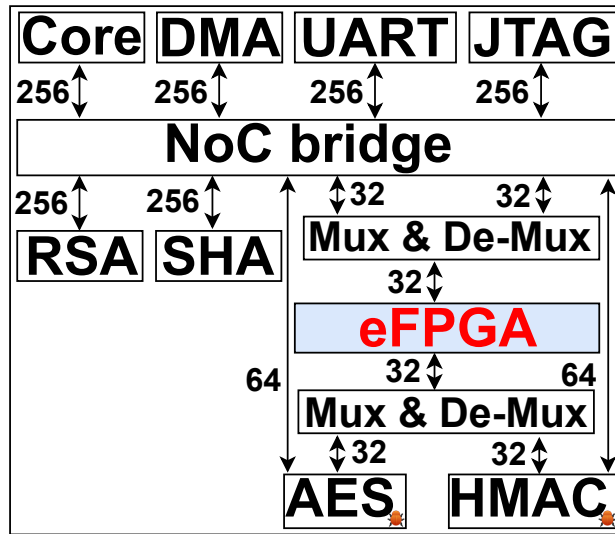 Core DMA UART JTAG
256 256 256 256
NoC bridge
256 256 32 32
RSA SHA Mux & De-Mux
32
eFPGA
64 32 64
Mux & De-Mux
32 32
AES HMAC